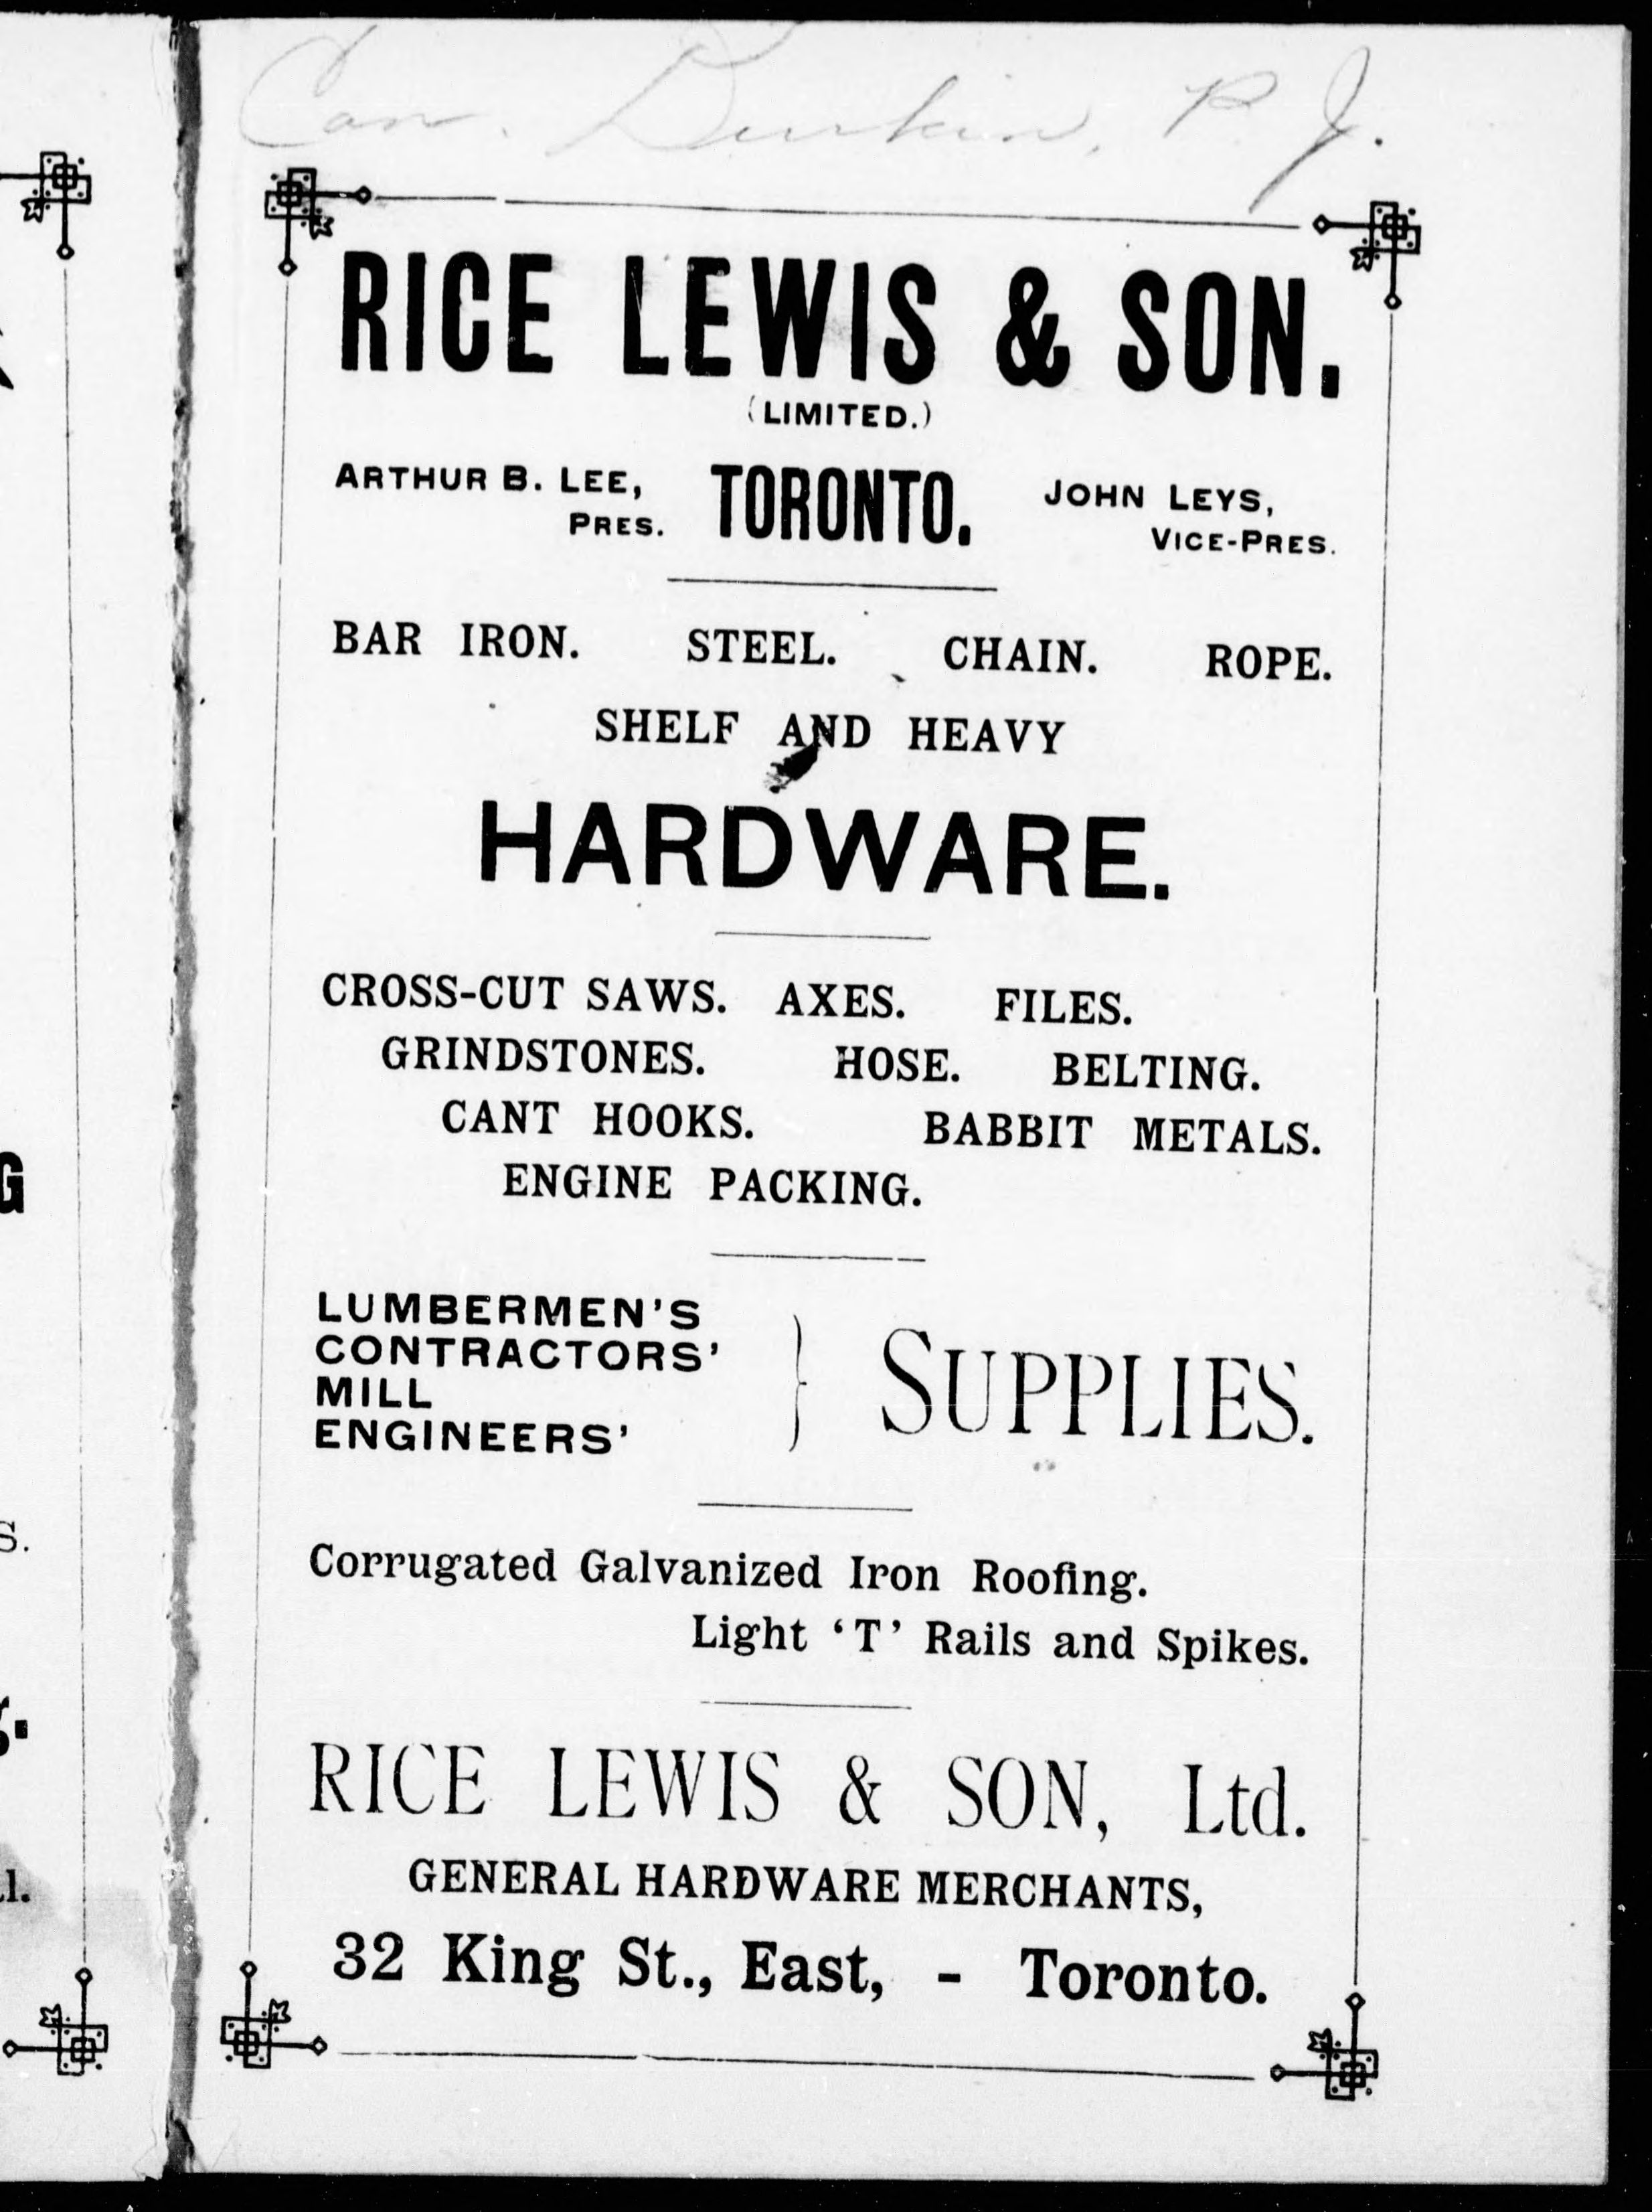 Can. Durkin, P. J.
RICE LEWIS & SON.
(LIMITED.)
ARTHUR B. LEE, PRES. TORONTO. JOHN LEYS, VICE-PRES.
BAR IRON. STEEL. CHAIN. ROPE.
SHELF AND HEAVY
HARDWARE.
CROSS-CUT SAWS. AXES. FILES.
GRINDSTONES. HOSE. BELTING.
CANT HOOKS. BABBIT METALS.
ENGINE PACKING.
LUMBERMEN'S
CONTRACTORS'
MILL
ENGINEERS'
} SUPPLIES.
Corrugated Galvanized Iron Roofing.
Light 'T' Rails and Spikes.
RICE LEWIS & SON, Ltd.
GENERAL HARDWARE MERCHANTS,
32 King St., East, - Toronto.